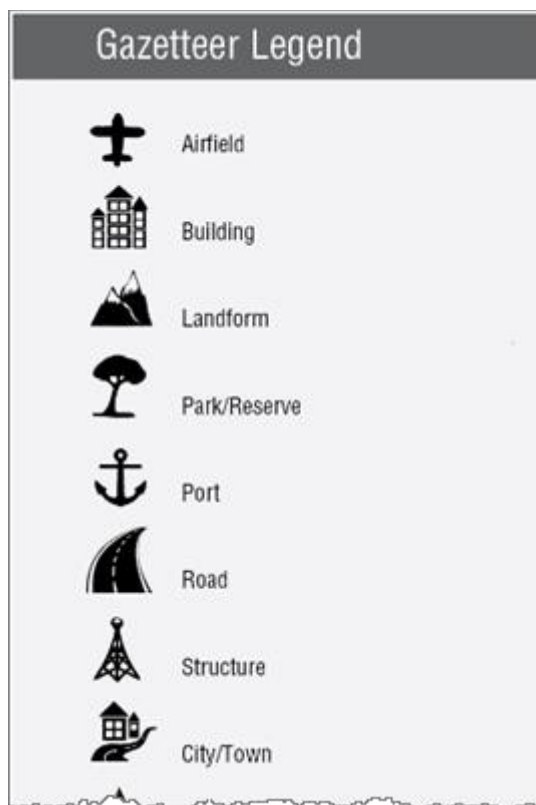 Gazetteer Legend
Airfield
Building
Landform
Park/Reserve
Port
Road
Structure
City/Town